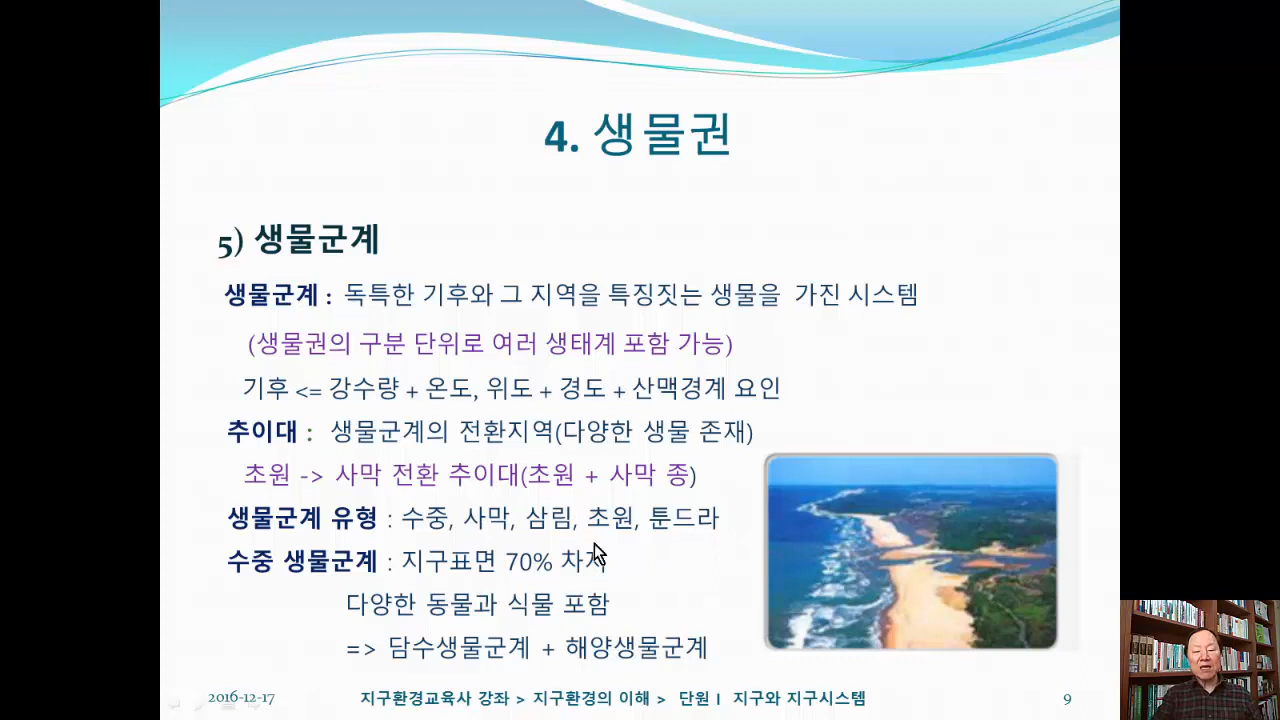 4. 생물권
5) 생물군계
생물군계 : 독특한 기후와 그 지역을 특징짓는 생물을 가진 시스템
(생물권의 구분 단위로 여러 생태계 포함 가능)
기후 <= 강수량 + 온도, 위도 + 경도 + 산맥경계 요인
추이대 : 생물군계의 전환지역(다양한 생물 존재)
초원 -> 사막 전환 추이대(초원 + 사막 종)
생물군계 유형 : 수중, 사막, 삼림, 초원, 툰드라
수중 생물군계 : 지구표면 70% 차지
다양한 동물과 식물 포함
=> 담수생물군계 + 해양생물군계
2016-12-17 지구환경교육사 강좌 > 지구환경의 이해 > 단원 I 지구와 지구시스템 9